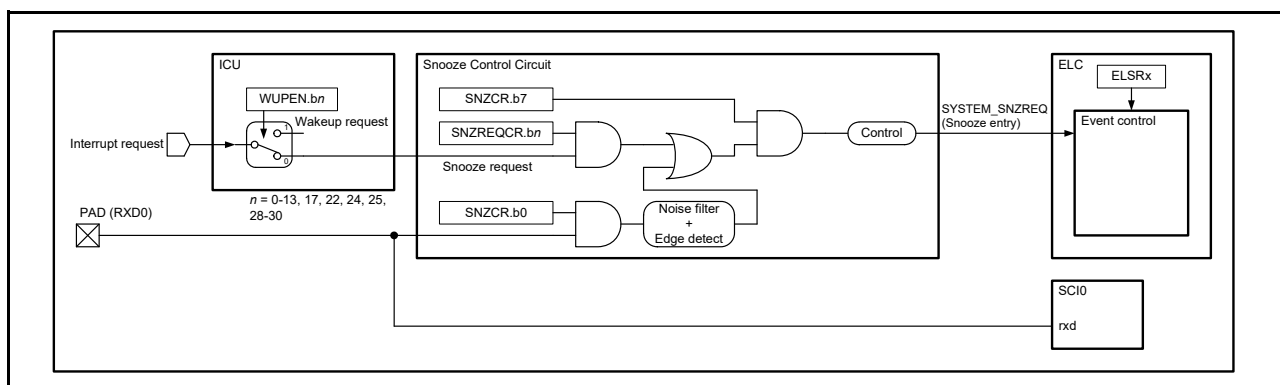 ICU
WUPEN.bn
1
Wakeup request
0
Interrupt request
n = 0-13, 17, 22, 24, 25,
28-30
PAD (RXD0)
Snooze Control Circuit
SNZCR.b7
SNZREQCR.bn
Snooze request
SNZCR.b0
Noise filter
+
Edge detect
Control
SYSTEM_SNZREQ
(Snooze entry)
ELC
ELSRx
Event control
SCI0
rxd